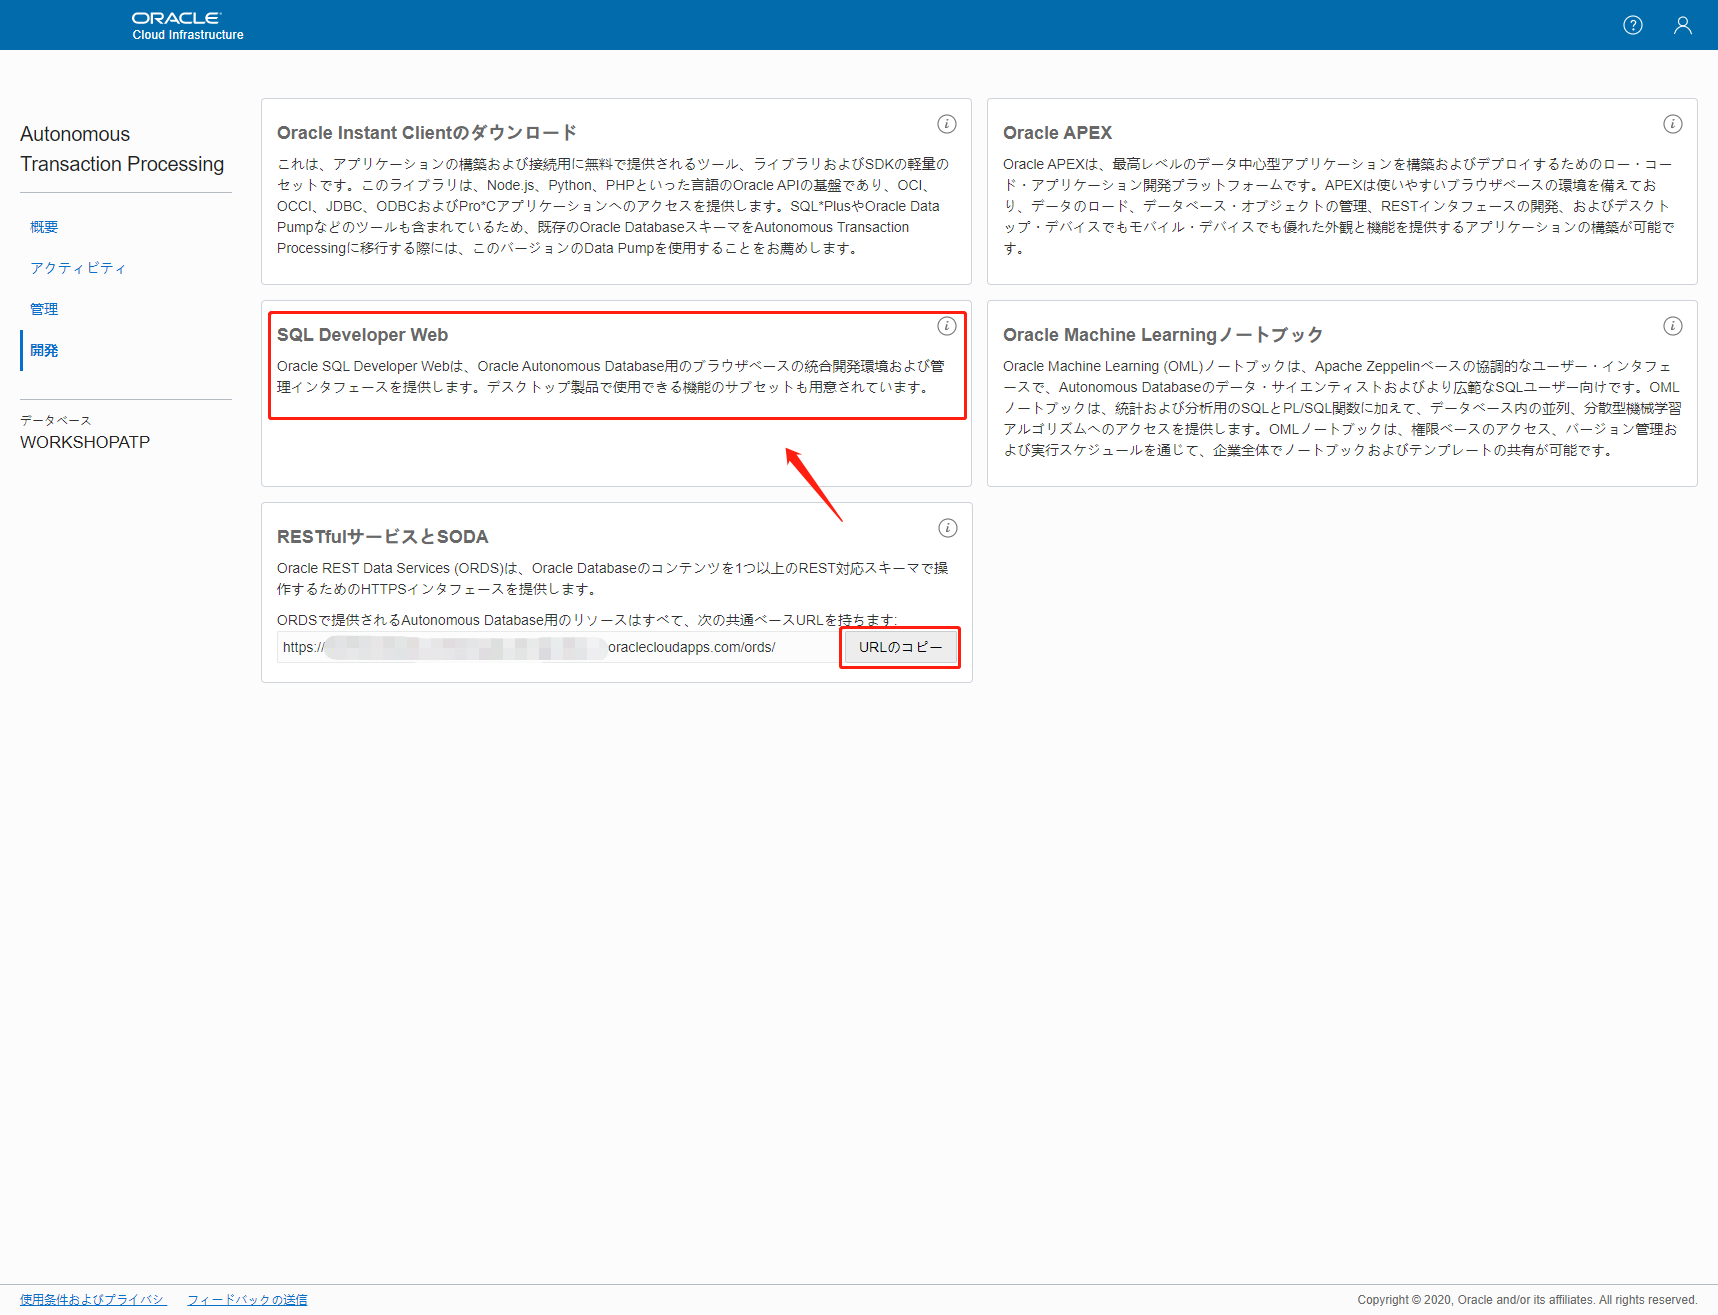 ORACLE
Cloud Infrastructure
Autonomous
Transaction Processing
概要
アクティビティ
管理
開発
データベース
WORKSHOPATP
Oracle Instant Clientのダウンロード
これは、アプリケーションの構築および接続用に無料で提供されるツール、ライブラリおよびSDKの軽量の
セットです。このライブラリは、Node.js、Python、PHPといった言語のOracle APIの基盤であり、OCI、
OCCI、JDBC、ODBCおよびPro*Cアプリケーションへのアクセスを提供します。SQL*PlusやOracle Data
Pumpなどのツールも含まれているため、既存のOracle DatabaseスキーマをAutonomous Transaction
Processingに移行する際には、このバージョンのData Pumpを使用することをお薦めします。
Oracle APEX
Oracle APEXは、最高レベルのデータ中心型アプリケーションを構築およびデプロイするためのロー・コー
ド・アプリケーション開発プラットフォームです。APEXは使いやすいブラウザベースの環境を備えてお
り、データのロード、データベース・オブジェクトの管理、RESTインタフェースの開発、およびデスクト
ップ・デバイスでもモバイル・デバイスでも優れた外観と機能を提供するアプリケーションの構築が可能で
す。
SQL Developer Web
Oracle SQL Developer Webは、Oracle Autonomous Database用のブラウザベースの統合開発環境および管
理インタフェースを提供します。デスクトップ製品で使用できる機能のサブセットも用意されています。
Oracle Machine Learningノートブック
Oracle Machine Learning (OML)ノートブックは、Apache Zeppelinベースの協調的なユーザー・インタフェ
ースで、Autonomous Databaseのデータ・サイエンティストおよびより広範なSQLユーザー向けです。OML
ノートブックは、統計および分析用のSQLとPL/SQL関数に加えて、データベース内の並列、分散型機械学習
アルゴリズムへのアクセスを提供します。OMLノートブックは、権限ベースのアクセス、バージョン管理お
よび実行スケジュールを通じて、企業全体でノートブックおよびテンプレートの共有が可能です。
RESTfulサービスとSODA
Oracle REST Data Services (ORDS)は、Oracle Databaseのコンテンツを1つ以上のREST対応スキーマで操
作するためのHTTPSインタフェースを提供します。
ORDSで提供されるAutonomous Database用のリソースはすべて、次の共通ベースURLを持ちます:
https:// oraclecloudapps.com/ords/
URLのコピー
使用条件およびプライバシ
フィードバックの送信
Copyright © 2020, Oracle and/or its affiliates. All rights reserved.